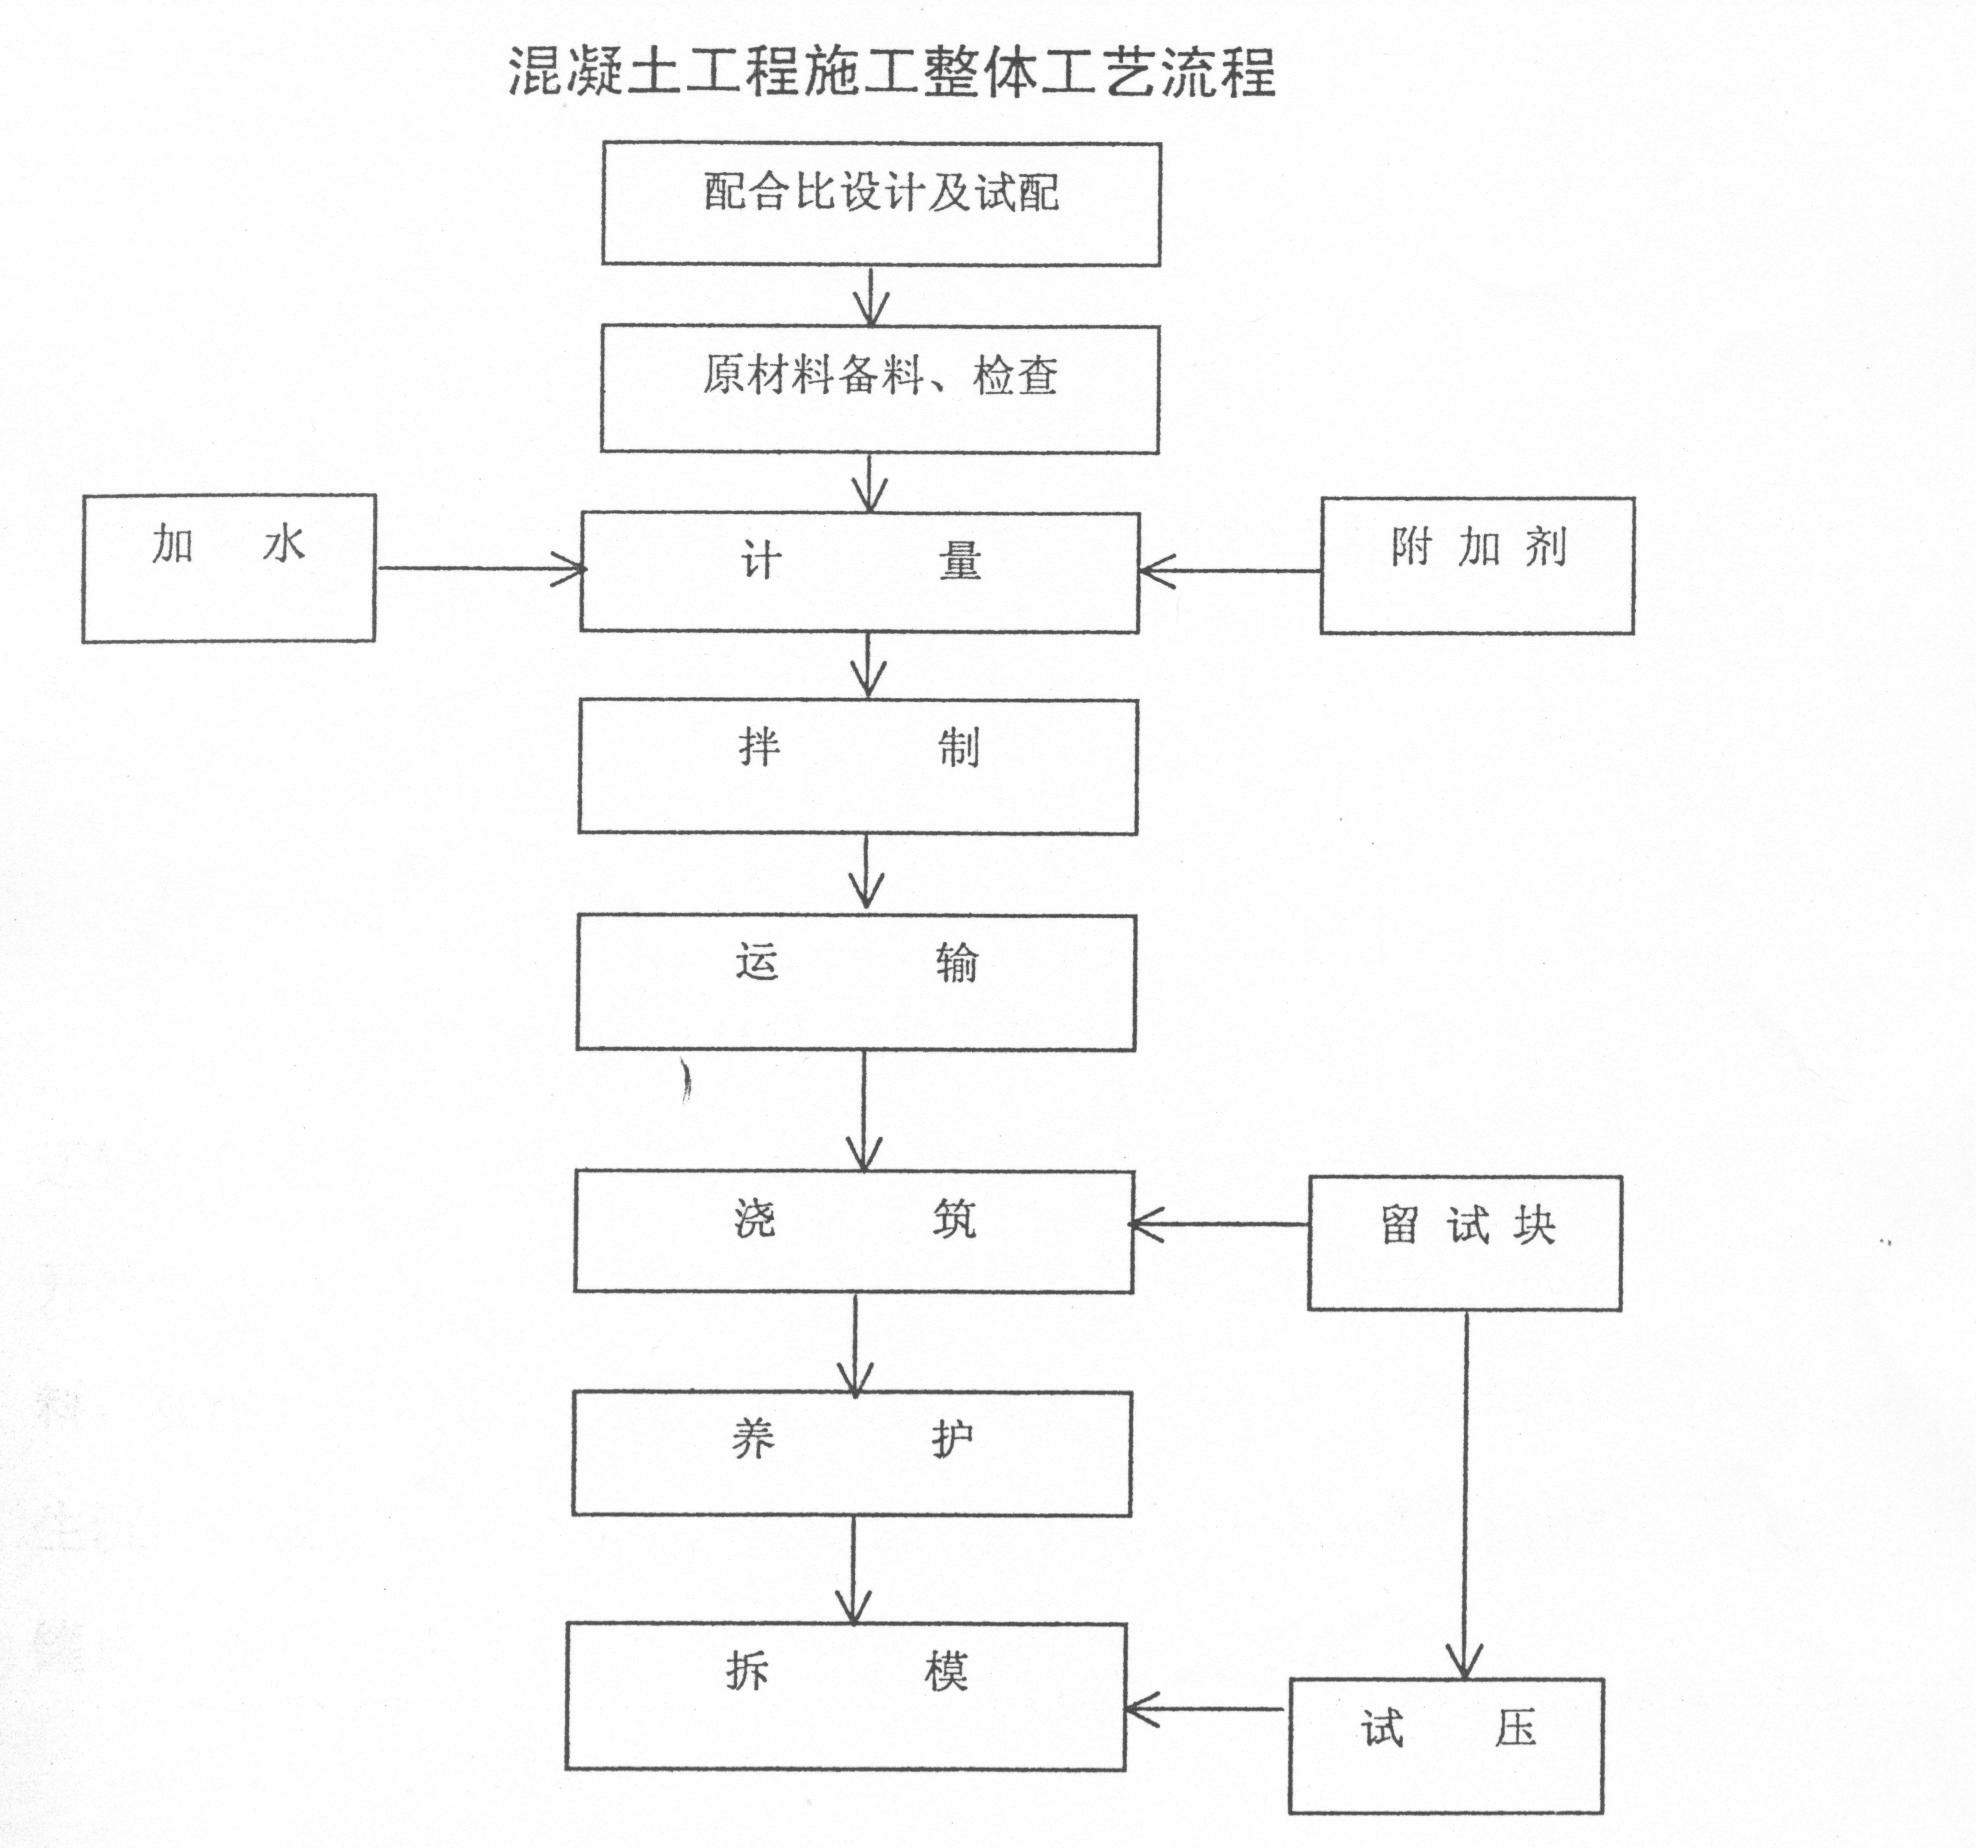 混凝土工程施工整体工艺流程
配合比设计及试配
原材料备料、检查
加 水
计 量
附 加 剂
拌 制
运 输
浇 筑
留 试 块
养 护
拆 模
试 压